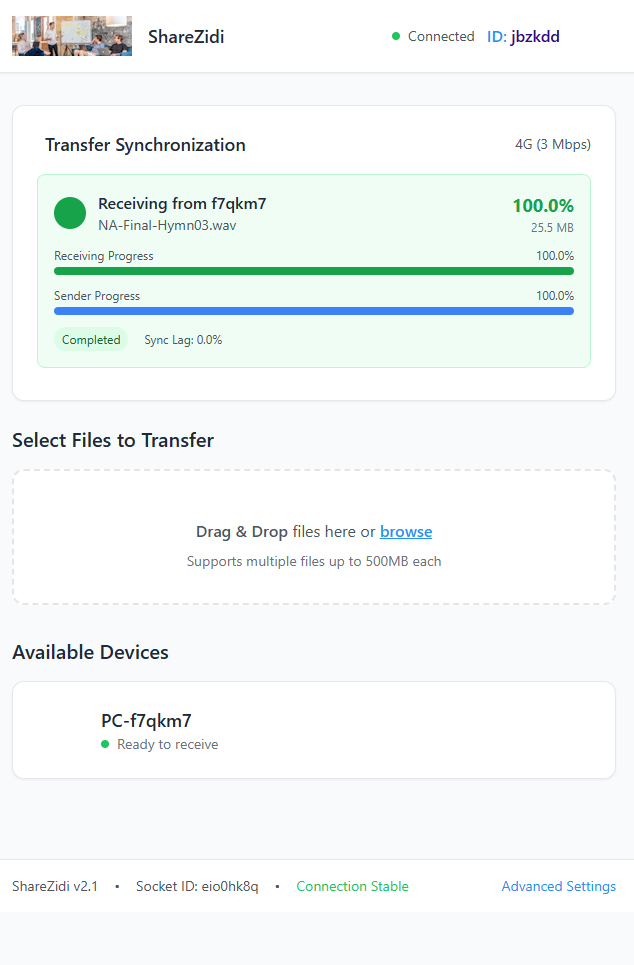 ShareZidi
Connected ID: jbzkdd
Transfer Synchronization
4G (3 Mbps)
Receiving from f7qkm7
100.0%
NA-Final-Hymn03.wav
25.5 MB
Receiving Progress
100.0%
Sender Progress
100.0%
Completed
Sync Lag: 0.0%
Select Files to Transfer
Drag & Drop files here or browse
Supports multiple files up to 500MB each
Available Devices
PC-f7qkm7
Ready to receive
ShareZidi v2.1 • Socket ID: eio0hk8q • Connection Stable
Advanced Settings